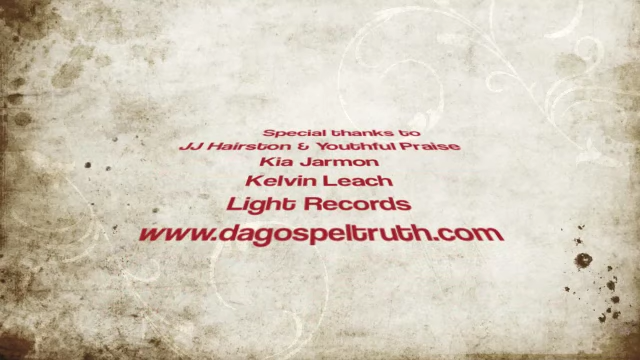 Special thanks to
JJ Hairston & Youthful Praise
Kia Jarmon
Kelvin Leach
Light Records
www.dagospeltruth.com